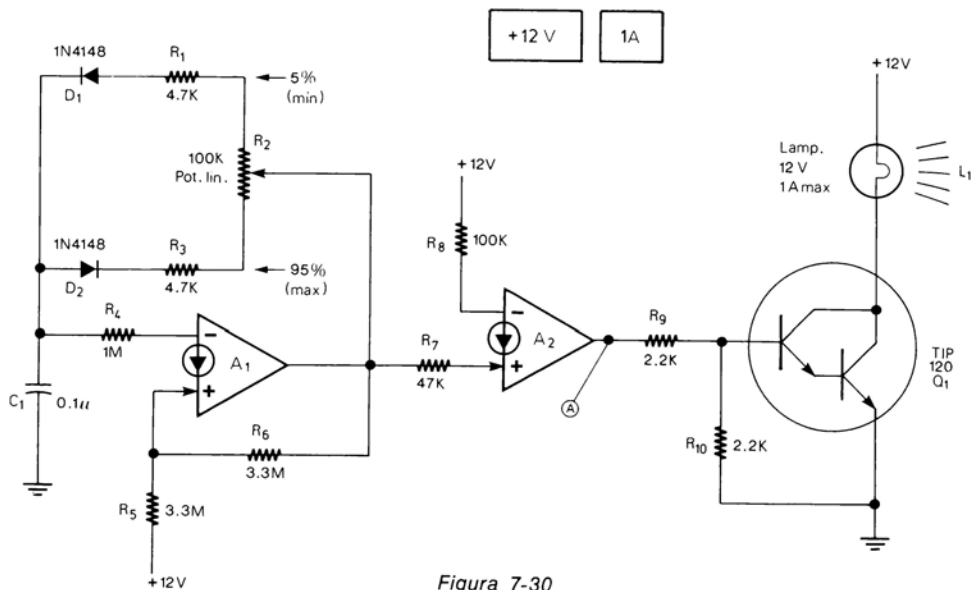 +12 V
1A
1N4148
D1
R1
4.7K
5%
(min)
R2
100K
Pot. lin.
1N4148
D2
R3
4.7K
95%
(max)
R4
1M
-
+
A1
C1
0.1u
R5
3.3M
+12V
R6
3.3M
R7
47K
+12V
R8
100K
-
+
A2
A
R9
2.2K
R10
2.2K
+12V
Lamp.
12 V
1A max
L1
TIP
120
Q1
Figura 7-30